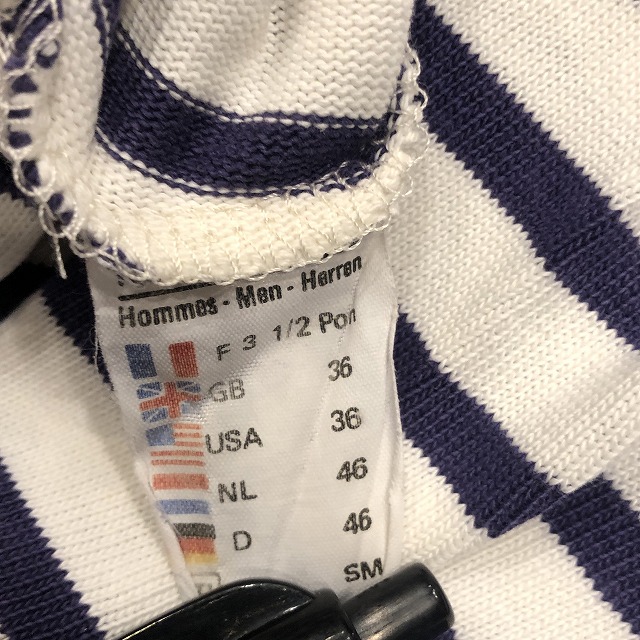 Hommes - Men - Herren
F 3 1/2 Pon
GB 36
USA 36
NL 46
D 46
SM